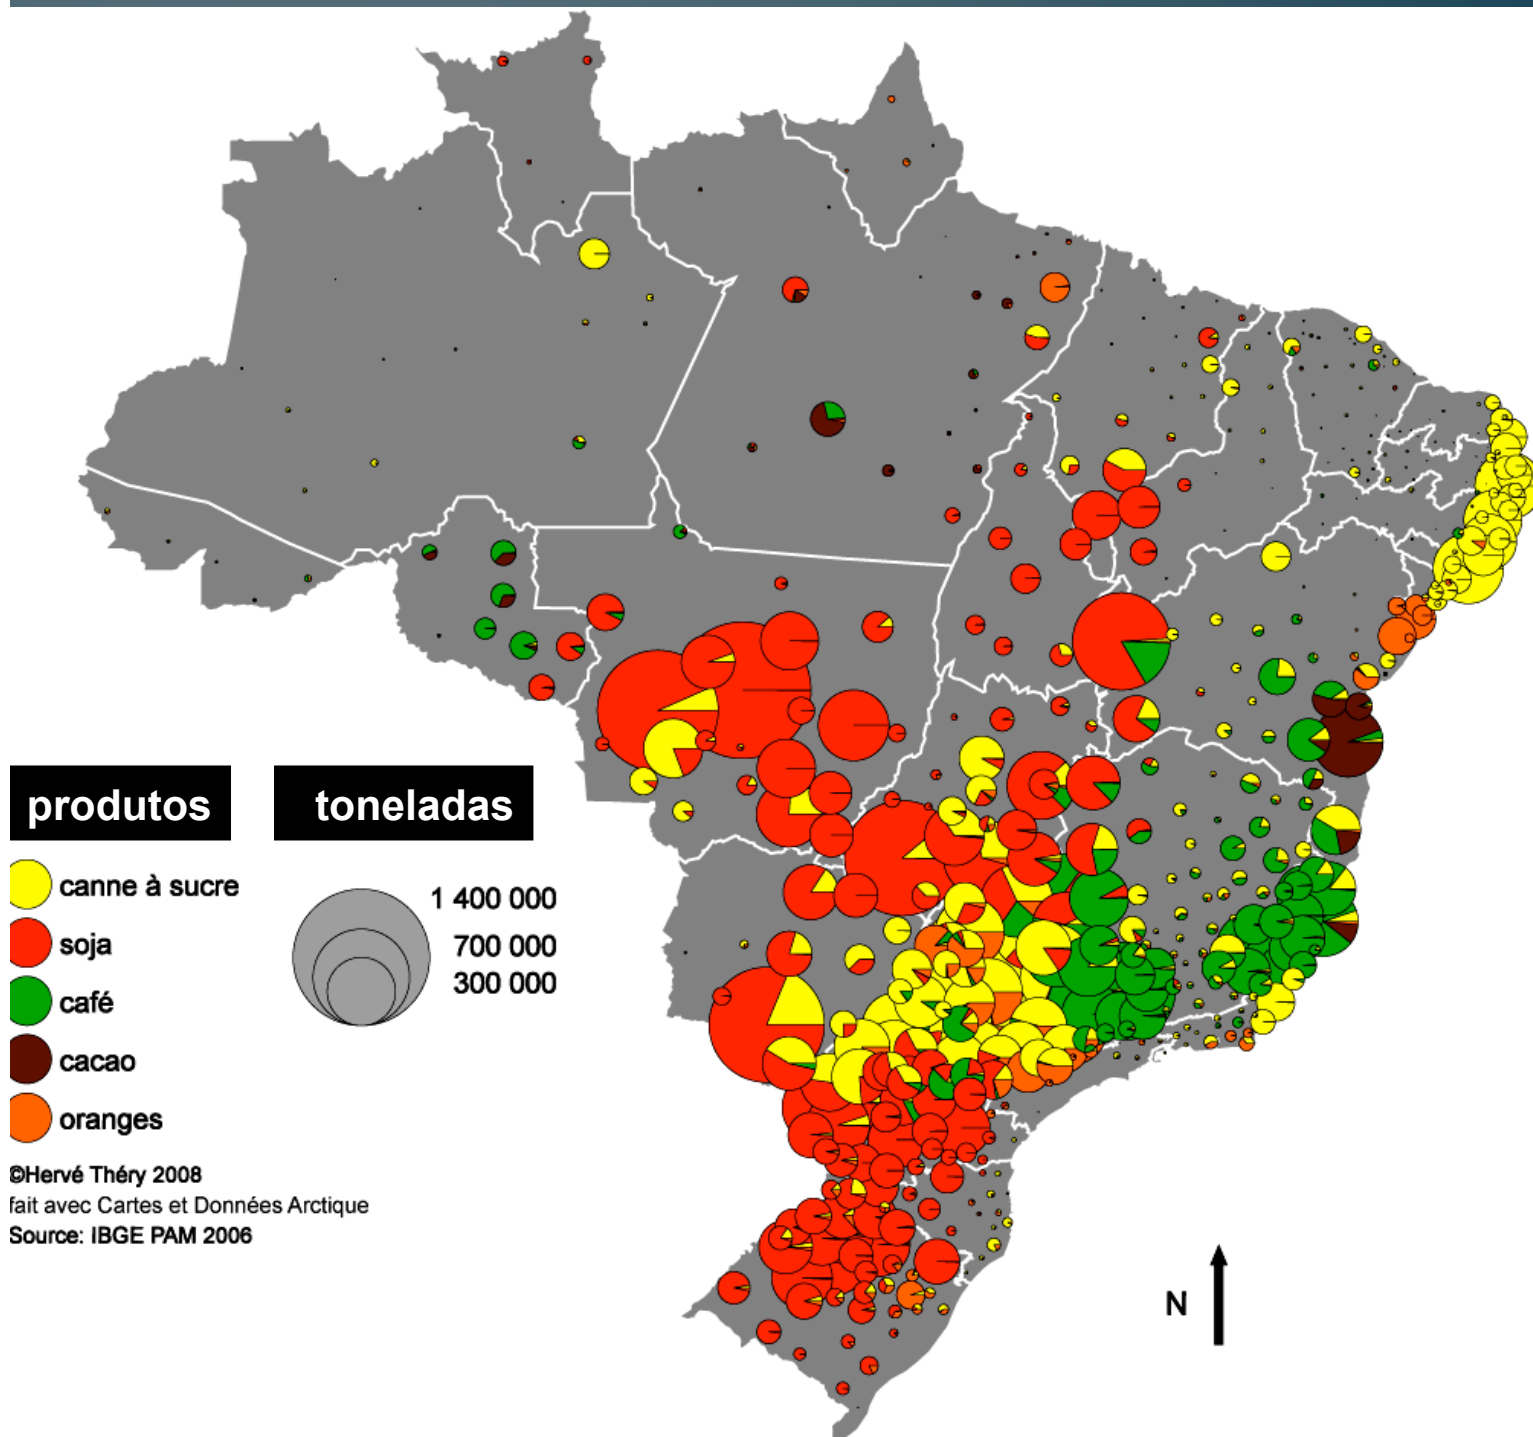 produtos
toneladas
canne à sucre
soja
café
cacao
oranges
1 400 000
700 000
300 000
©Hervé Théry 2008
fait avec Cartes et Données Arctique
Source: IBGE PAM 2006
N